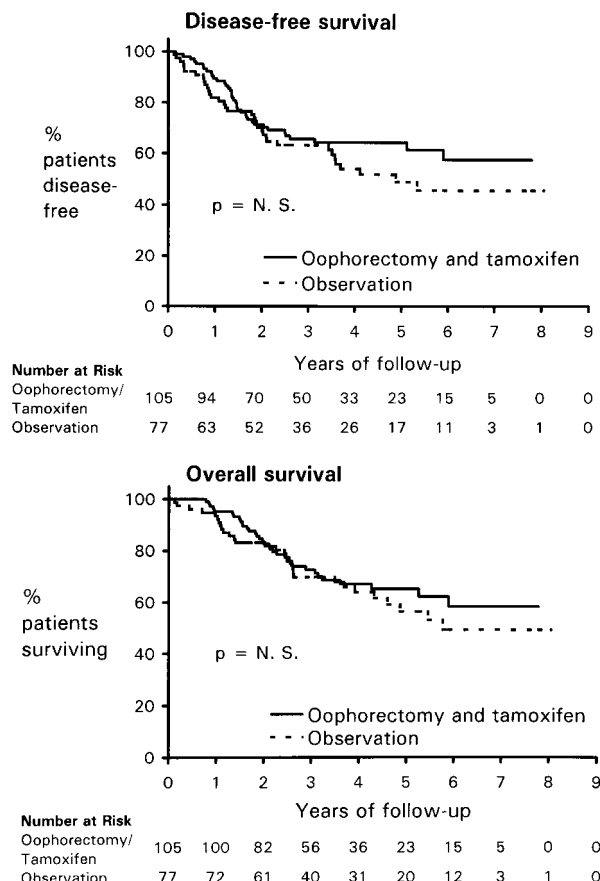 Disease-free survival
100
80
60
40
20
0
%
patients
disease-
free
p = N. S.
Oophorectomy and tamoxifen
Observation
0 1 2 3 4 5 6 7 8 9
Years of follow-up
Number at Risk
Oophorectomy/
Tamoxifen 105 94 70 50 33 23 15 5 0 0
Observation 77 63 52 36 26 17 11 3 1 0
Overall survival
100
80
60
40
20
0
%
patients
surviving
p = N. S.
Oophorectomy and tamoxifen
Observation
0 1 2 3 4 5 6 7 8 9
Years of follow-up
Number at Risk
Oophorectomy/
Tamoxifen 105 100 82 56 36 23 15 5 0 0
Observation 77 72 61 40 31 20 12 3 1 0